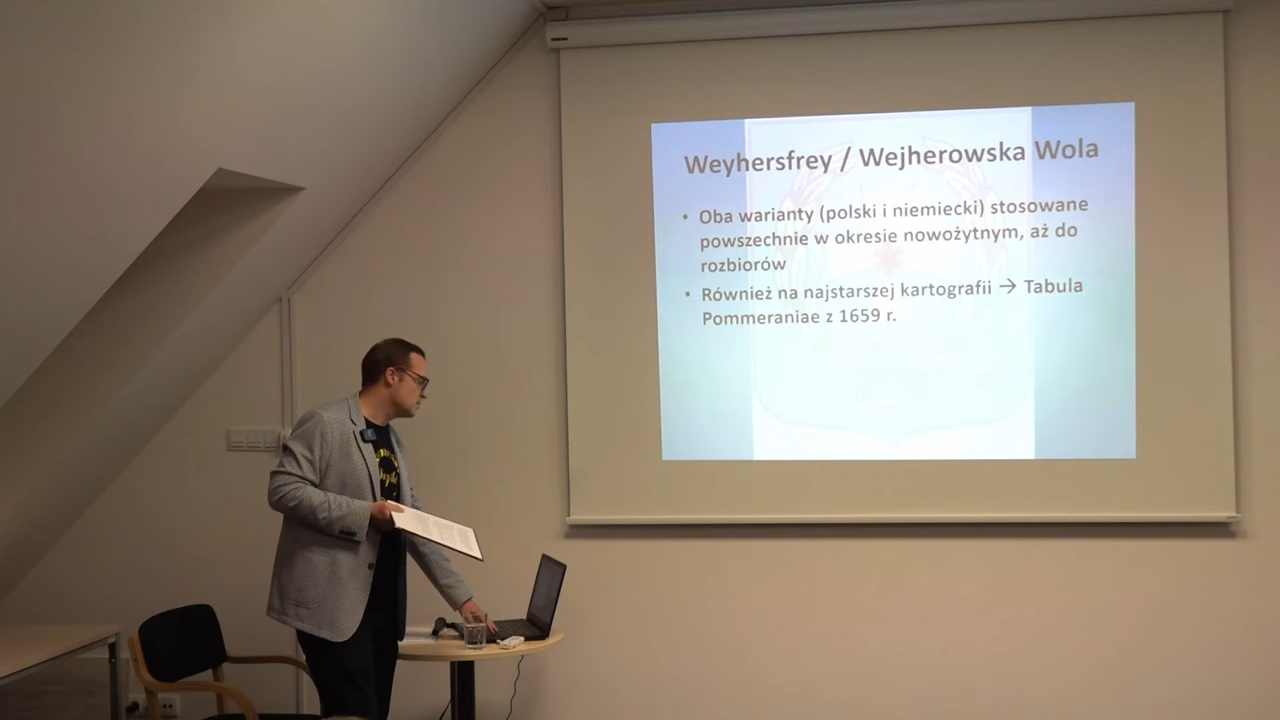 Weyhersfrey / Wejherowska Wola
• Oba warianty (polski i niemiecki) stosowane
powszechnie w okresie nowożytnym, aż do
rozbiorów
• Również na najstarszej kartografii → Tabula
Pommeraniae z 1659 r.